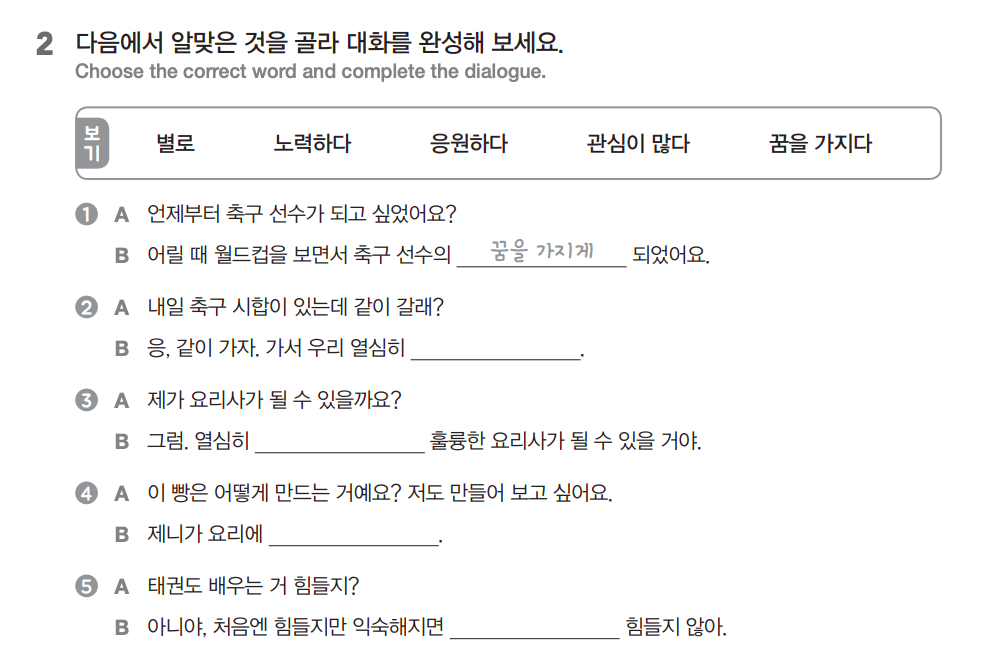 2 다음에서 알맞은 것을 골라 대화를 완성해 보세요.
Choose the correct word and complete the dialogue.
보기 별로 노력하다 응원하다 관심이 많다 꿈을 가지다
1 A 언제부터 축구 선수가 되고 싶었어요?
B 어릴 때 월드컵을 보면서 축구 선수의 꿈을 가지게 되었어요.
2 A 내일 축구 시합이 있는데 같이 갈래?
B 응, 같이 가자. 가서 우리 열심히 ____________.
3 A 제가 요리사가 될 수 있을까요?
B 그럼. 열심히 ____________ 훌륭한 요리사가 될 수 있을 거야.
4 A 이 빵은 어떻게 만드는 거예요? 저도 만들어 보고 싶어요.
B 제니가 요리에 ____________.
5 A 태권도 배우는 거 힘들지?
B 아니야, 처음엔 힘들지만 익숙해지면 ____________ 힘들지 않아.